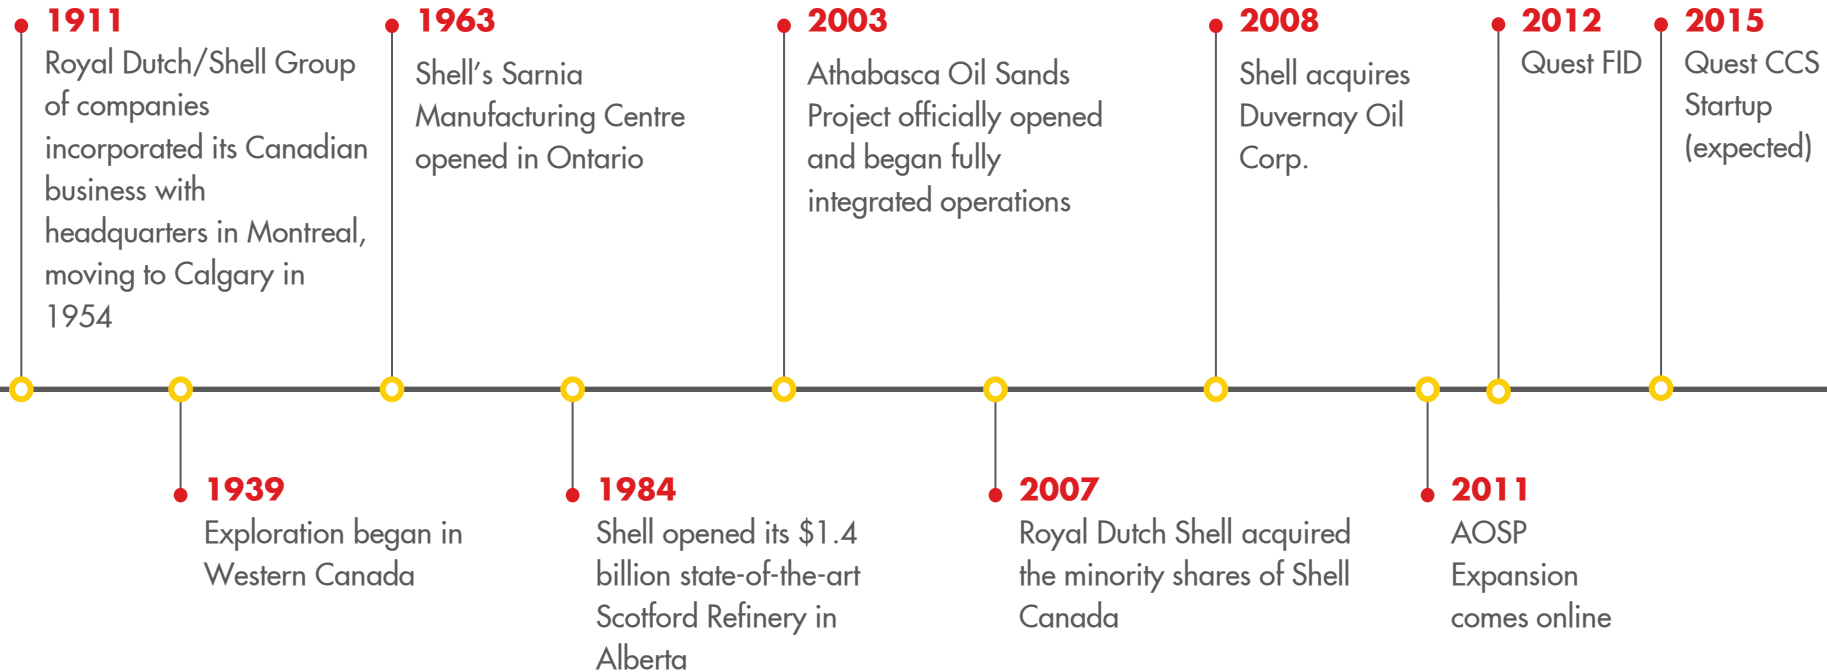 1911
Royal Dutch/Shell Group
of companies
incorporated its Canadian
business with
headquarters in Montreal,
moving to Calgary in
1954
1939
Exploration began in
Western Canada
1963
Shell’s Sarnia
Manufacturing Centre
opened in Ontario
1984
Shell opened its $1.4
billion state-of-the-art
Scotford Refinery in
Alberta
2003
Athabasca Oil Sands
Project officially opened
and began fully
integrated operations
2007
Royal Dutch Shell acquired
the minority shares of Shell
Canada
2008
Shell acquires
Duvernay Oil
Corp.
2011
AOSP
Expansion
comes online
2012
Quest FID
2015
Quest CCS
Startup
(expected)